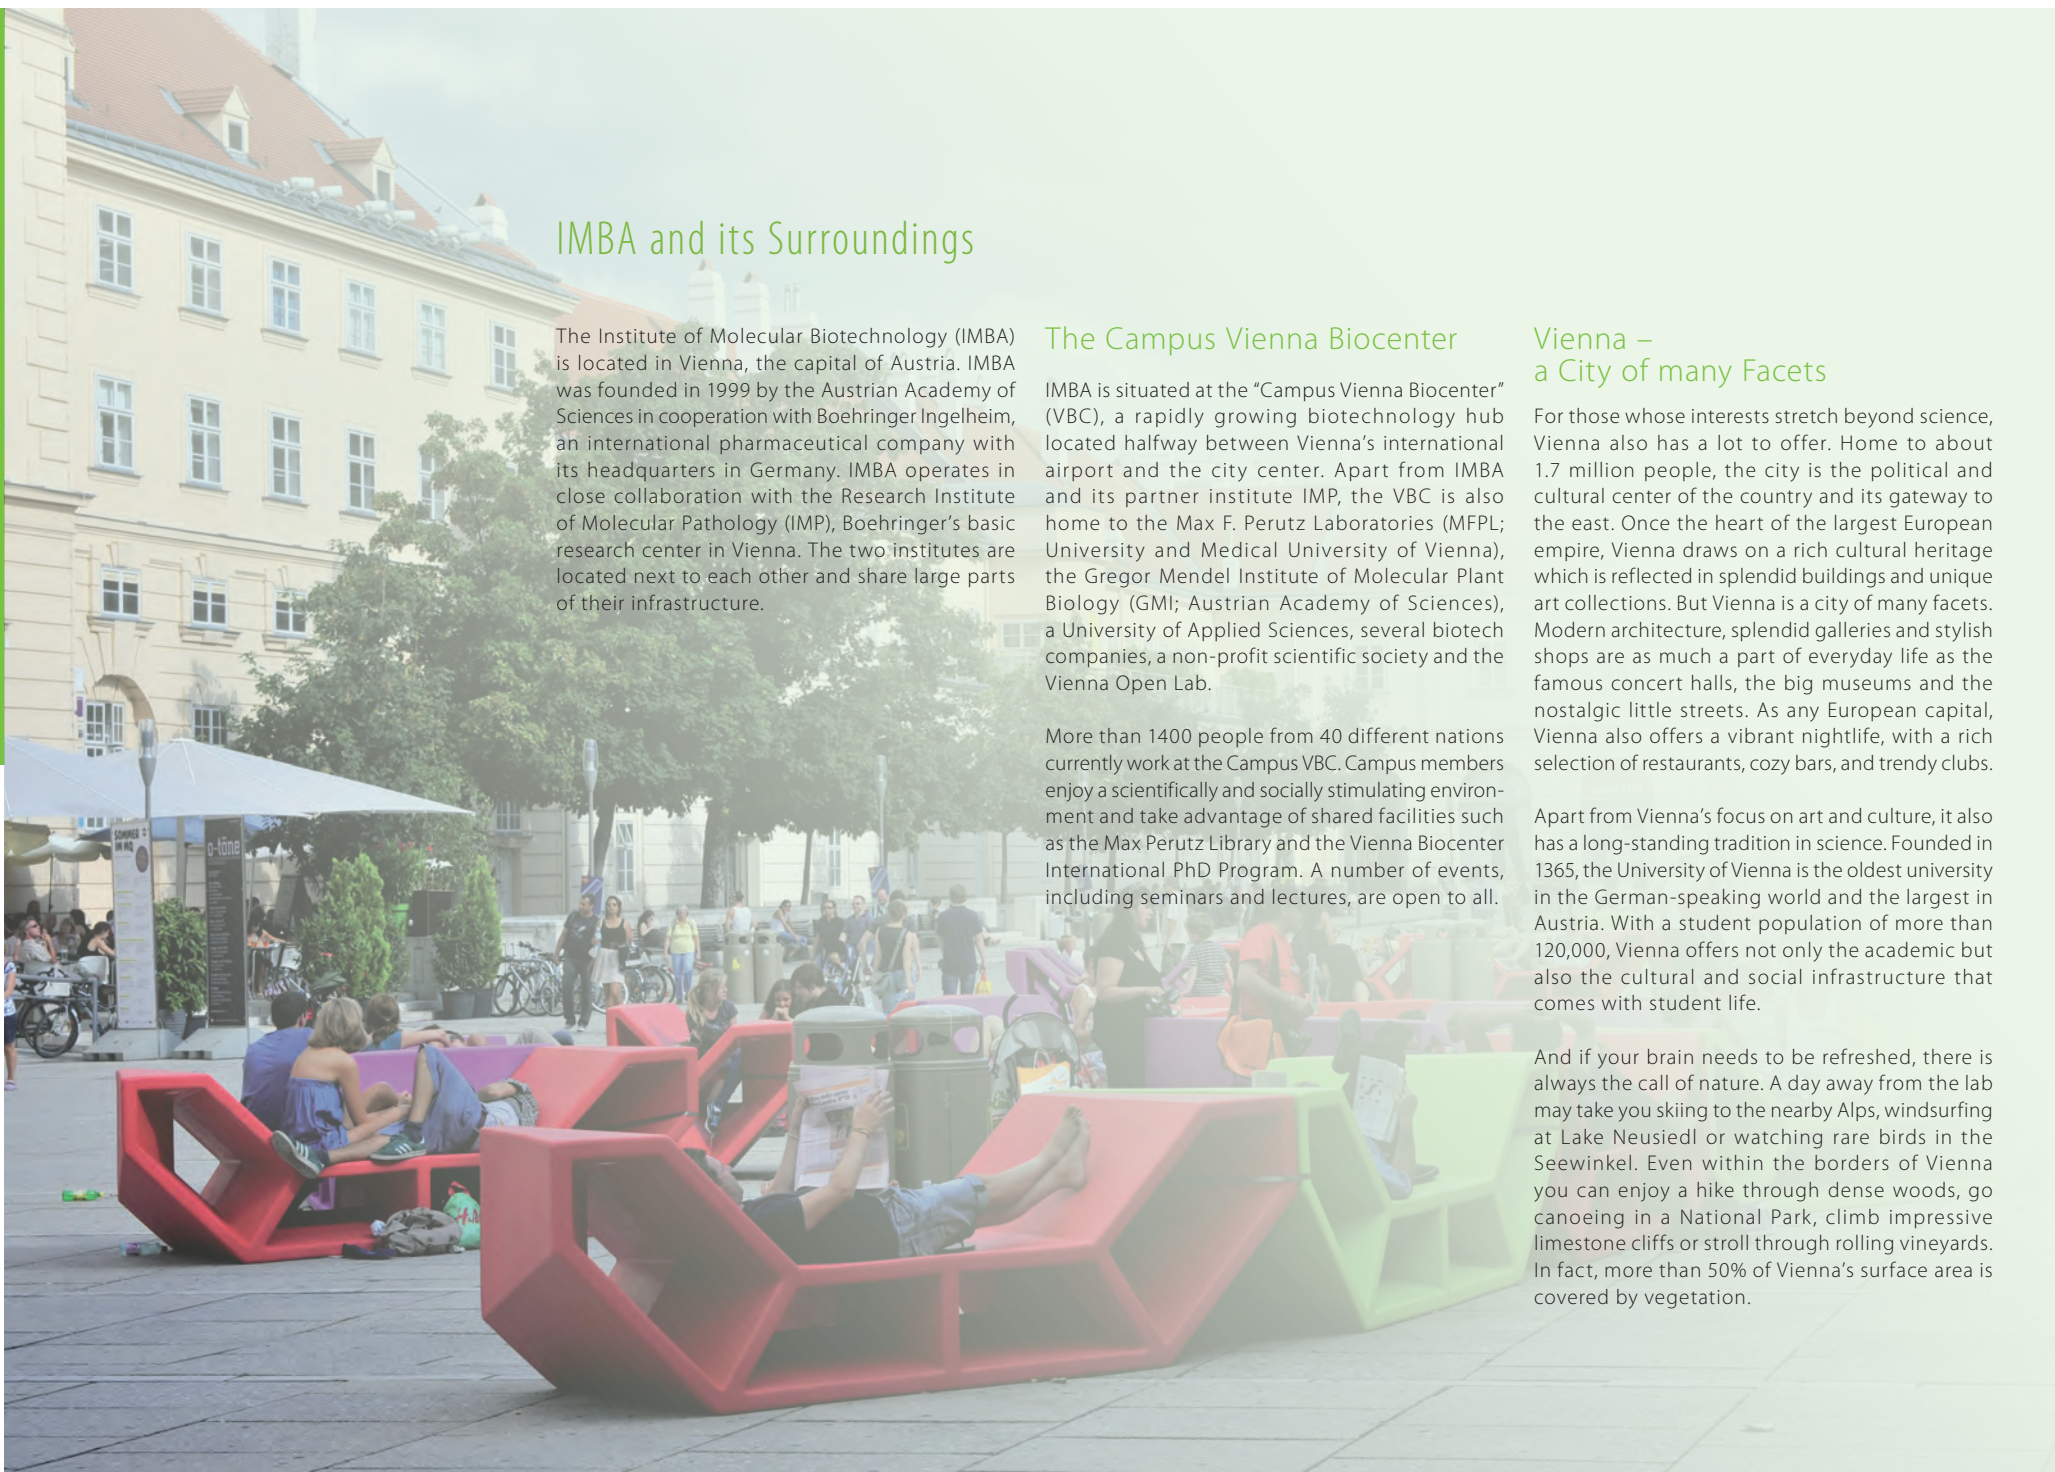 IMBA and its Surroundings
The Institute of Molecular Biotechnology (IMBA)
is located in Vienna, the capital of Austria. IMBA
was founded in 1999 by the Austrian Academy of
Sciences in cooperation with Boehringer Ingelheim,
an international pharmaceutical company with
its headquarters in Germany. IMBA operates in
close collaboration with the Research Institute
of Molecular Pathology (IMP), Boehringer’s basic
research center in Vienna. The two institutes are
located next to each other and share large parts
of their infrastructure.
The Campus Vienna Biocenter
IMBA is situated at the “Campus Vienna Biocenter”
(VBC), a rapidly growing biotechnology hub
located halfway between Vienna’s international
airport and the city center. Apart from IMBA
and its partner institute IMP, the VBC is also
home to the Max F. Perutz Laboratories (MFPL;
University and Medical University of Vienna),
the Gregor Mendel Institute of Molecular Plant
Biology (GMI; Austrian Academy of Sciences),
a University of Applied Sciences, several biotech
companies, a non-profit scientific society and the
Vienna Open Lab.
More than 1400 people from 40 different nations
currently work at the Campus VBC. Campus members
enjoy a scientifically and socially stimulating environ-
ment and take advantage of shared facilities such
as the Max Perutz Library and the Vienna Biocenter
International PhD Program. A number of events,
including seminars and lectures, are open to all.
Vienna –
a City of many Facets
For those whose interests stretch beyond science,
Vienna also has a lot to offer. Home to about
1.7 million people, the city is the political and
cultural center of the country and its gateway to
the east. Once the heart of the largest European
empire, Vienna draws on a rich cultural heritage
which is reflected in splendid buildings and unique
art collections. But Vienna is a city of many facets.
Modern architecture, splendid galleries and stylish
shops are as much a part of everyday life as the
famous concert halls, the big museums and the
nostalgic little streets. As any European capital,
Vienna also offers a vibrant nightlife, with a rich
selection of restaurants, cozy bars, and trendy clubs.
Apart from Vienna’s focus on art and culture, it also
has a long-standing tradition in science. Founded in
1365, the University of Vienna is the oldest university
in the German-speaking world and the largest in
Austria. With a student population of more than
120,000, Vienna offers not only the academic but
also the cultural and social infrastructure that
comes with student life.
And if your brain needs to be refreshed, there is
always the call of nature. A day away from the lab
may take you skiing to the nearby Alps, windsurfing
at Lake Neusiedl or watching rare birds in the
Seewinkel. Even within the borders of Vienna
you can enjoy a hike through dense woods, go
canoeing in a National Park, climb impressive
limestone cliffs or stroll through rolling vineyards.
In fact, more than 50% of Vienna’s surface area is
covered by vegetation.
SOMMER
IM MQ
o-töne
H&M